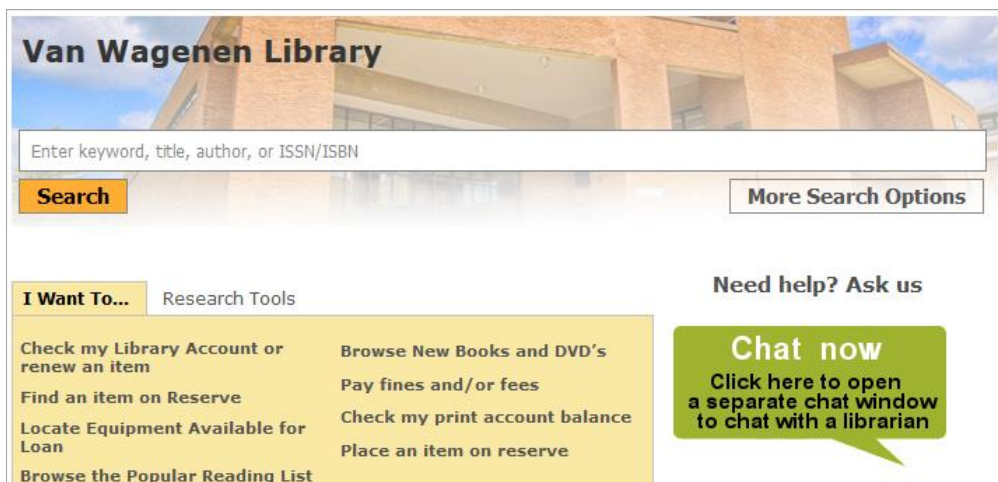 Van Wagenen Library
Enter keyword, title, author, or ISSN/ISBN
Search
More Search Options
I Want To...
Research Tools
Check my Library Account or
renew an item
Find an item on Reserve
Locate Equipment Available for
Loan
Browse the Popular Reading List
Browse New Books and DVD's
Pay fines and/or fees
Check my print account balance
Place an item on reserve
Need help? Ask us
Chat now
Click here to open
a separate chat window
to chat with a librarian